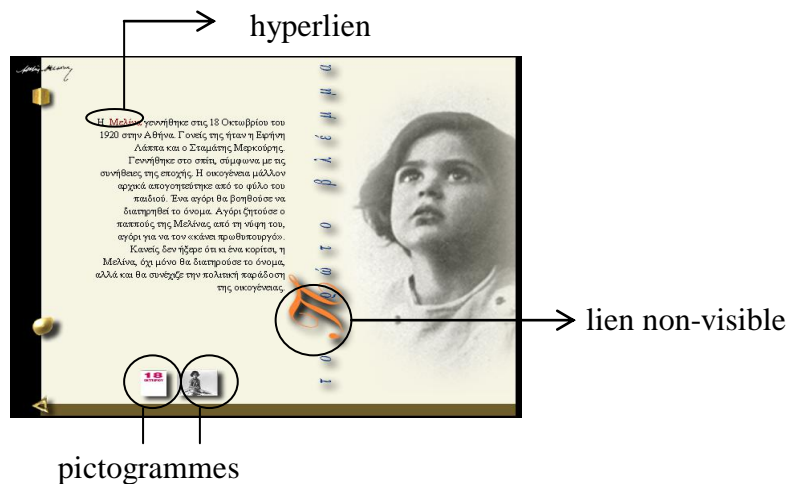 hyperlien
Η Μελίνα γεννήθηκε στις 18 Οκτωβρίου του
1920 στην Αθήνα. Γονείς της ήταν η Ειρήνη
Λάππα και ο Σταμάτης Μερκούρης.
Γεννήθηκε στο σπίτι, σύμφωνα με τις
συνήθειες της εποχής. Η οικογένεια μάλλον
αρχικά απογοητεύτηκε από το φύλο του
παιδιού. Ένα αγόρι θα βοηθούσε να
διατηρηθεί το όνομα. Αγόρι ζητούσε ο
παππούς της Μελίνας από τη νύφη του,
αγόρι για να τον «κάνει πρωθυπουργό».
Κανείς δεν ήξερε ότι κι ένα κορίτσι, η
Μελίνα, όχι μόνο θα διατηρούσε το όνομα,
αλλά και θα συνέχιζε την πολιτική παράδοση
της οικογένειας.
το Πρώτο βλέμμα
lien non-visible
18
pictogrammes